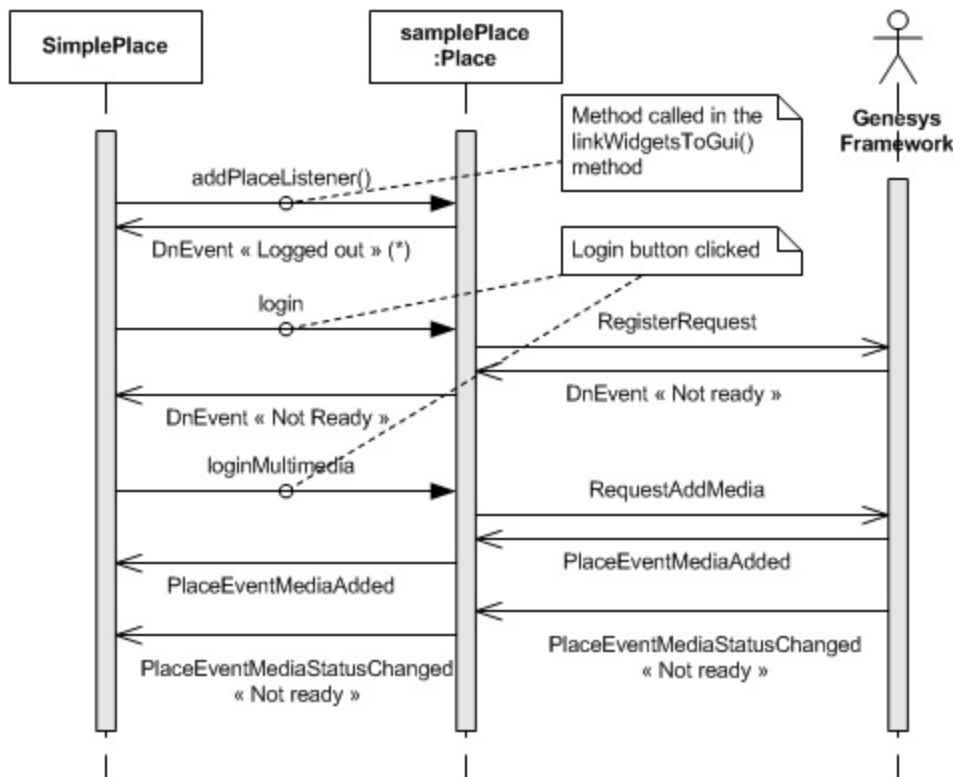 SimplePlace
samplePlace
:Place
Genesys
Framework
Method called in the
linkWidgetsToGui()
method
addPlaceListener()
DnEvent « Logged out » (*)
Login button clicked
login
RegisterRequest
DnEvent « Not ready »
DnEvent « Not Ready »
loginMultimedia
RequestAddMedia
PlaceEventMediaAdded
PlaceEventMediaAdded
PlaceEventMediaStatusChanged
« Not ready »
PlaceEventMediaStatusChanged
« Not ready »